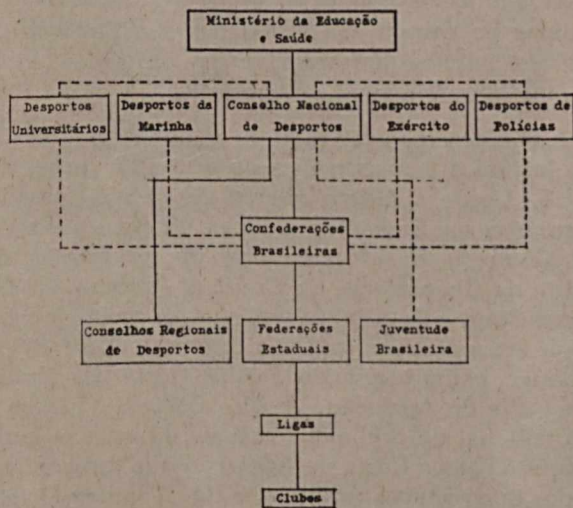 Ministério da Educação
e Saúde
Desportos
Universitários
Desportos da
Marinha
Conselho Nacional
de Desportos
Desportos do
Exército
Desportos de
Polícias
Confederações
Brasileiras
Conselhos Regionais
de Desportos
Federações
Estaduais
Juventude
Brasileira
Ligas
Clubes